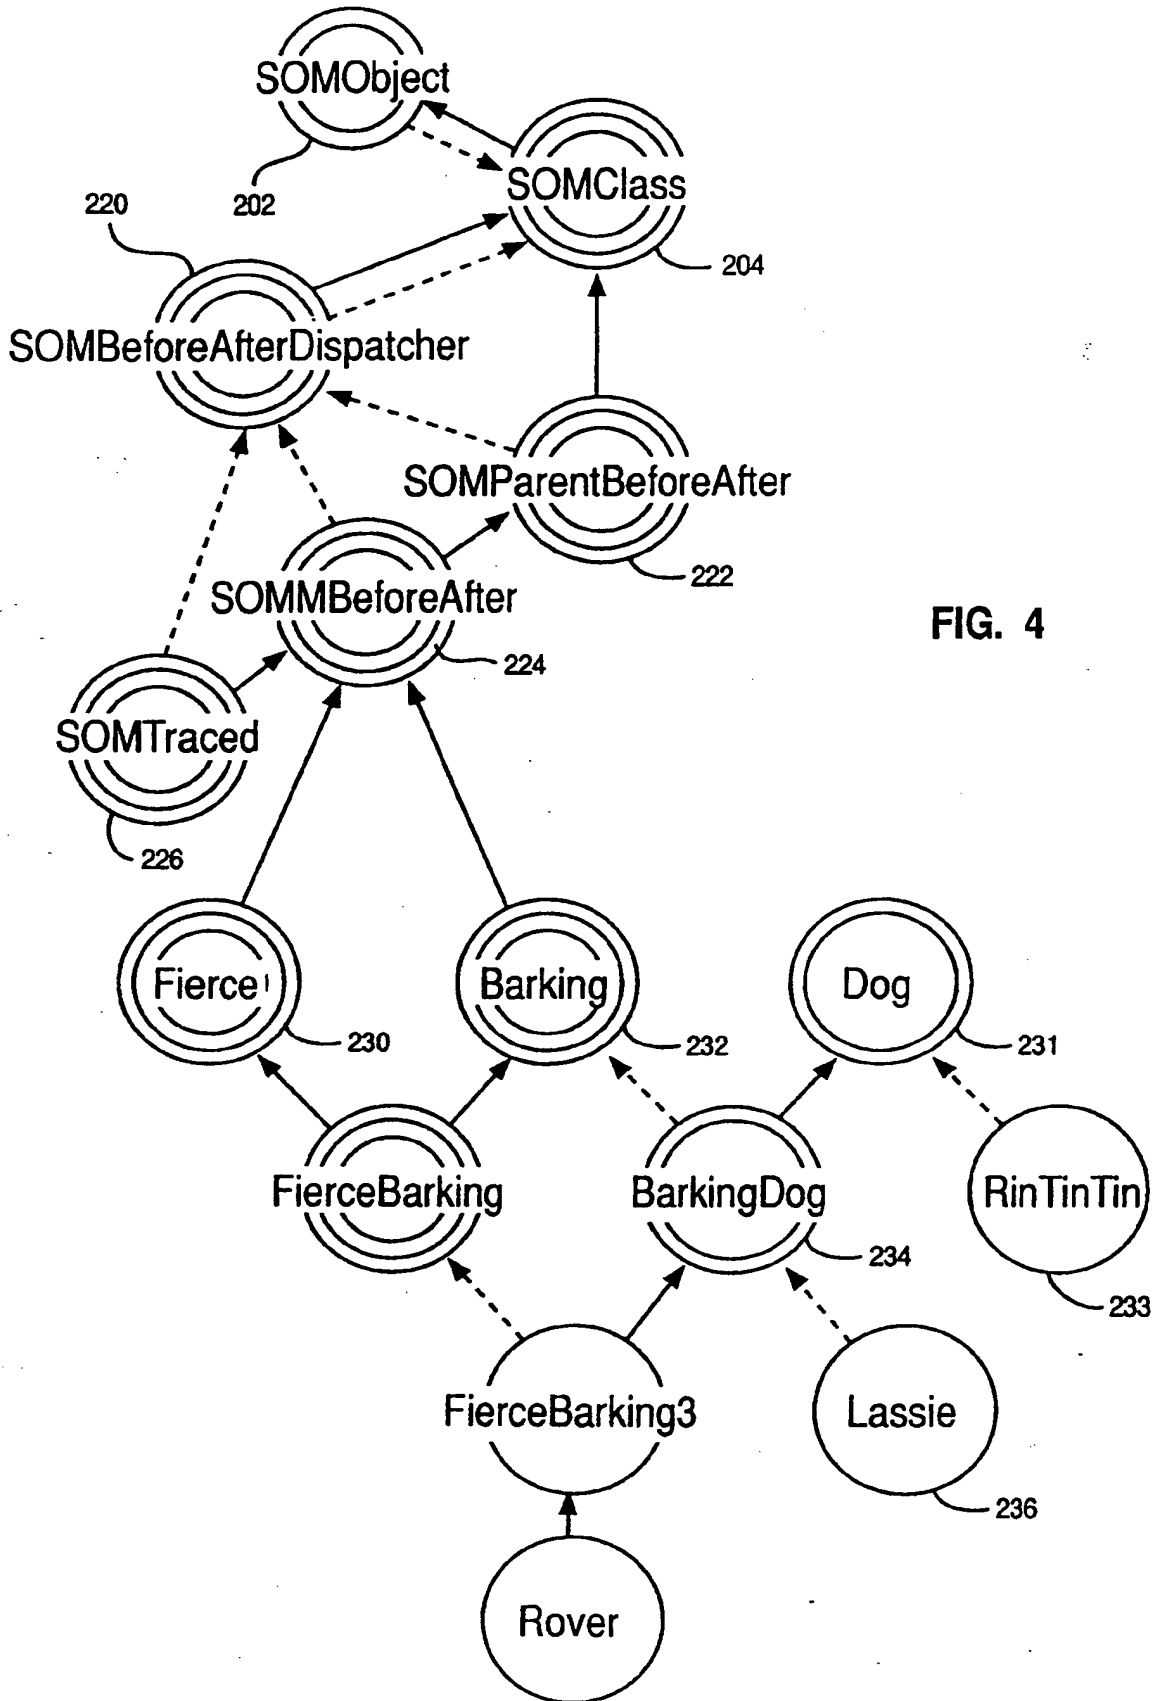 SOMObject
SOMClass
220
202
204
SOMBeforeAfterDispatcher
SOMParentBeforeAfter
222
SOMMBeforeAfter
FIG. 4
224
SOMTraced
226
Fierce
Barking
Dog
230
232
231
FierceBarking
BarkingDog
RinTinTin
234
233
FierceBarking3
Lassie
236
Rover